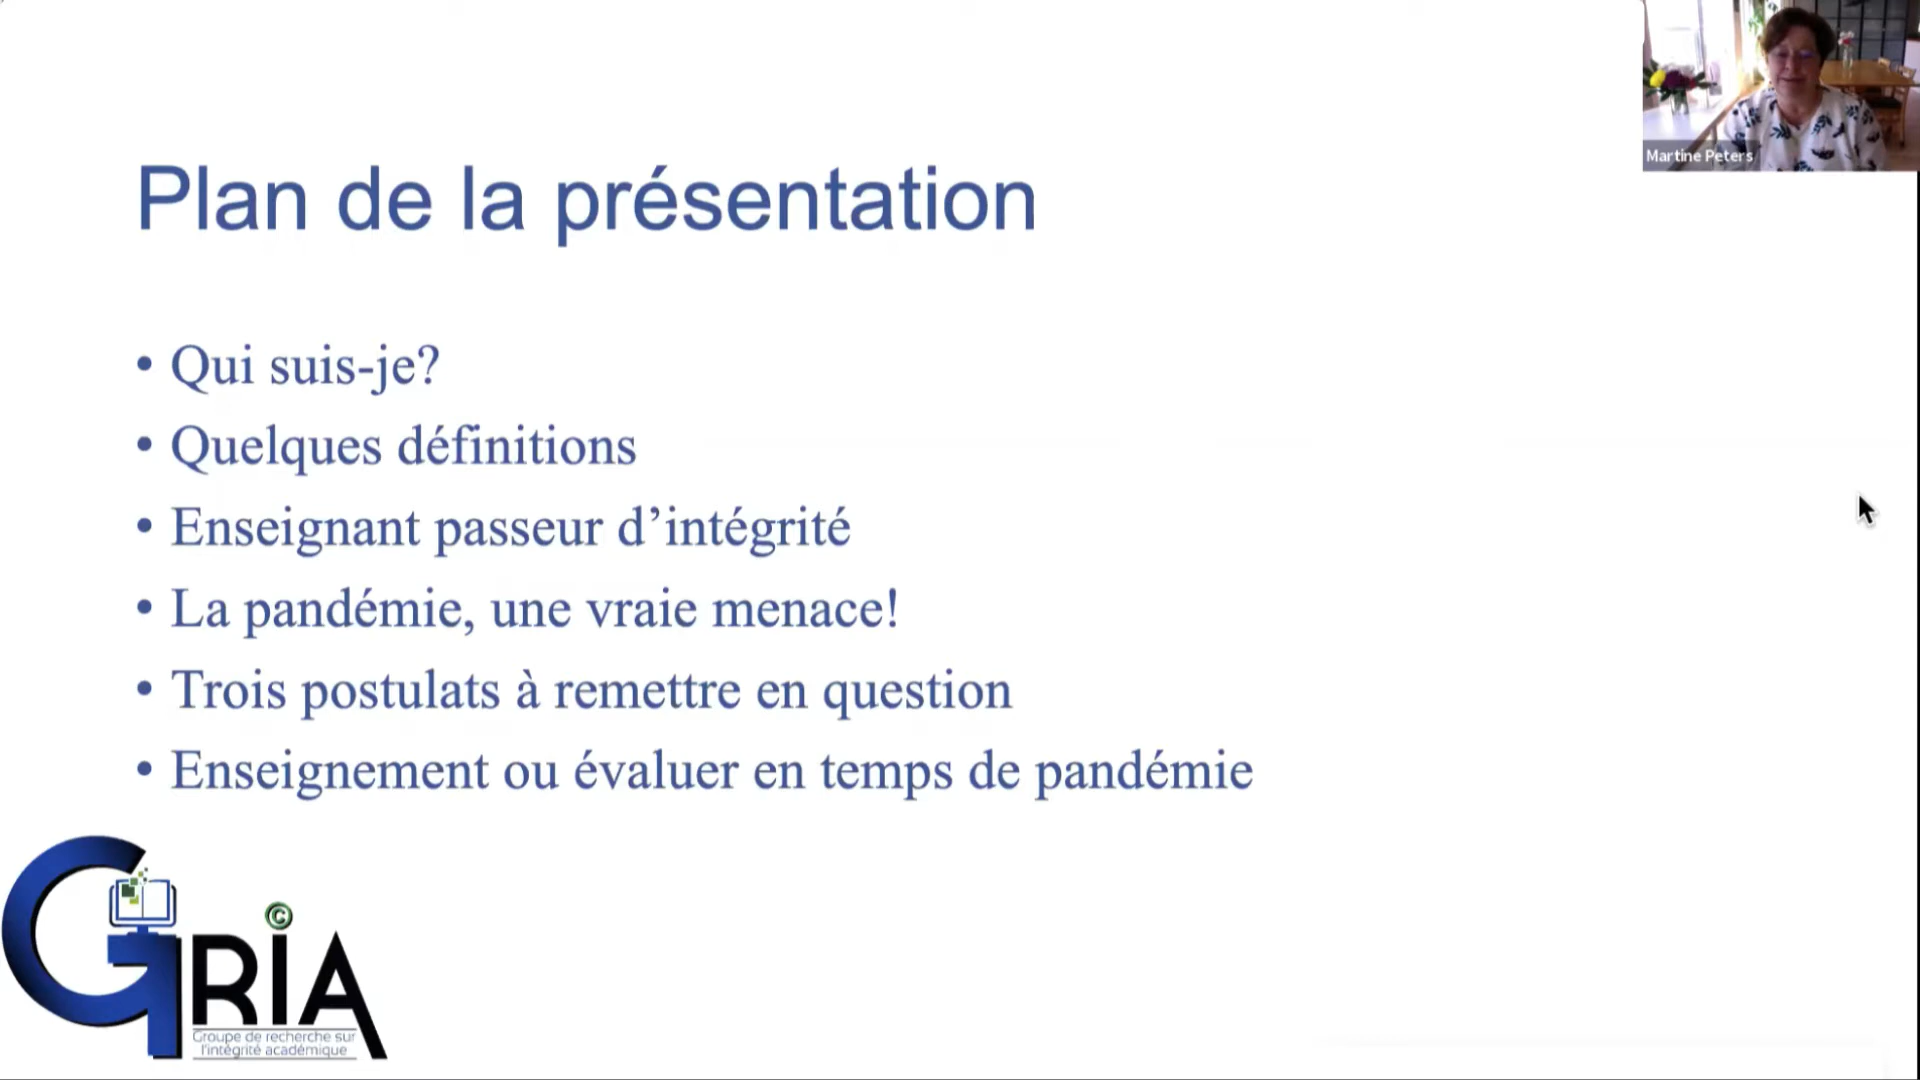 Martine Peters
Plan de la présentation
• Qui suis-je?
• Quelques définitions
• Enseignant passeur d’intégrité
• La pandémie, une vraie menace!
• Trois postulats à remettre en question
• Enseignement ou évaluer en temps de pandémie
GRIA
©
Groupe de recherche sur
l'intégrité académique